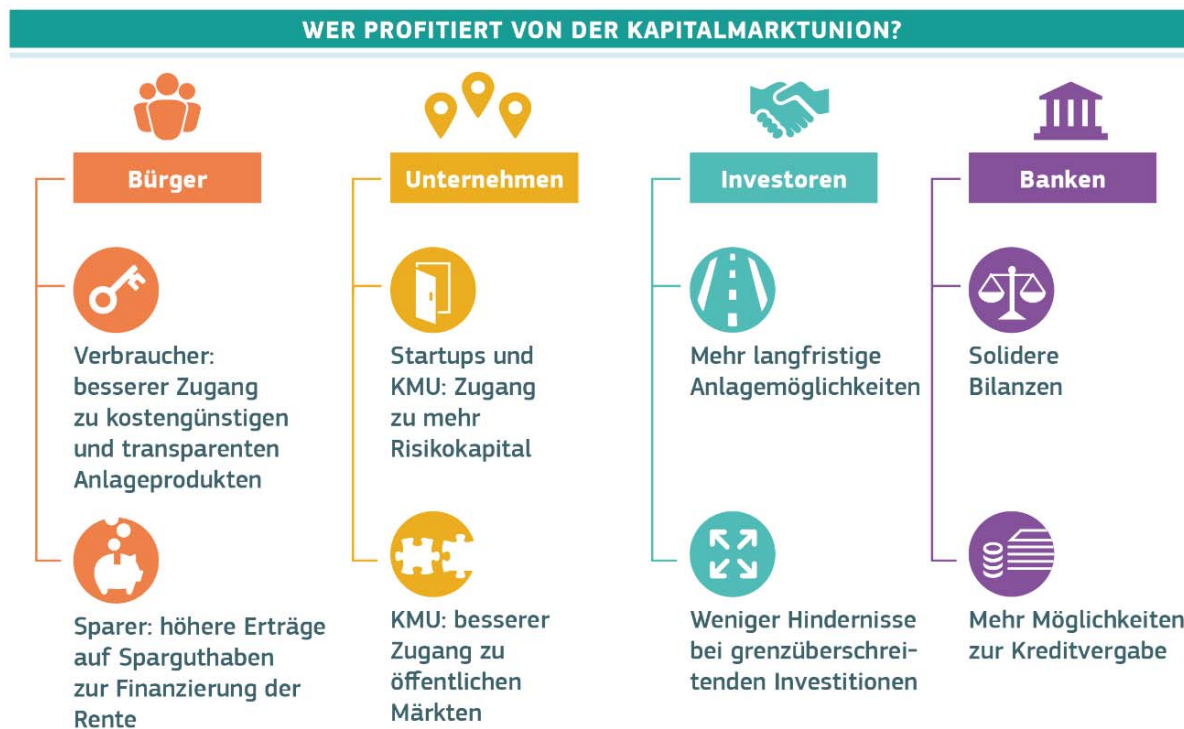 WER PROFITIERT VON DER KAPITALMARKTUNION?
Bürger
Verbraucher:
besserer Zugang
zu kostengünstigen
und transparenten
Anlageprodukten
Sparer: höhere Erträge
auf Sparguthaben
zur Finanzierung der
Rente
Unternehmen
Startups und
KMU: Zugang
zu mehr
Risikokapital
KMU: besserer
Zugang zu
öffentlichen
Märkten
Investoren
Mehr langfristige
Anlagemöglichkeiten
Weniger Hindernisse
bei grenzüberschrei-
tenden Investitionen
Banken
Solidere
Bilanzen
Mehr Möglichkeiten
zur Kreditvergabe